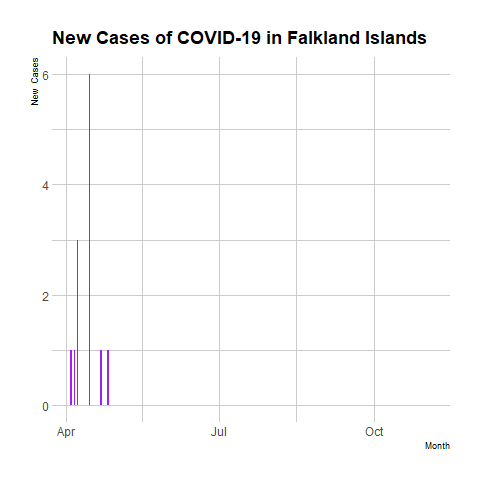 New Cases of COVID-19 in Falkland Islands
New Cases
6
4
2
0
Apr Jul Oct
Month